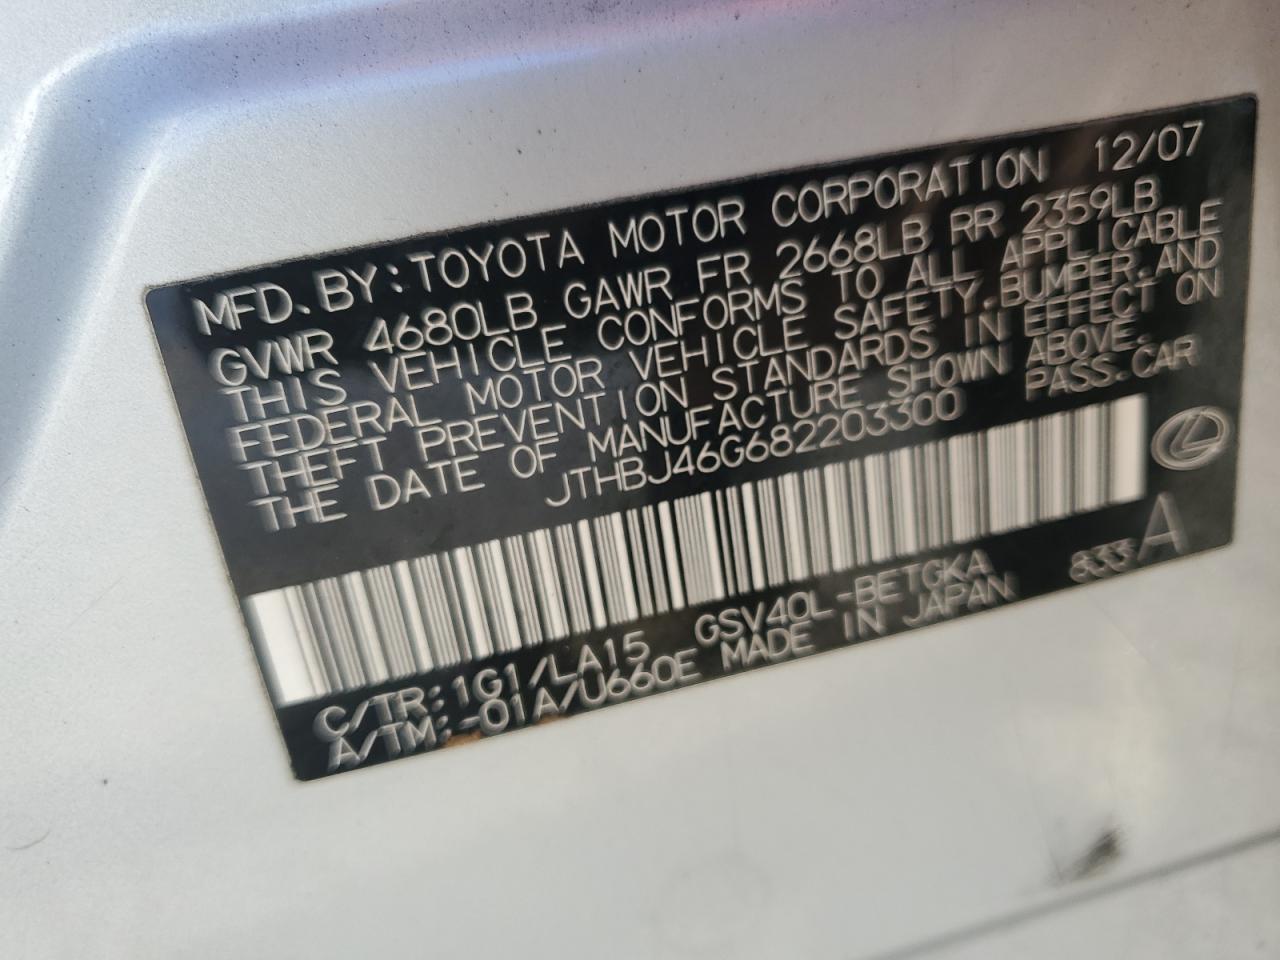 MFD. BY: TOYOTA MOTOR CORPORATION 12/07
GVWR 4680LB GAWR FR 2668LB RR 2359LB
THIS VEHICLE CONFORMS TO ALL APPLICABLE
FEDERAL MOTOR VEHICLE SAFETY, BUMPER, AND
THEFT PREVENTION STANDARDS IN EFFECT ON
THE DATE OF MANUFACTURE SHOWN ABOVE.
JTHBJ46G682203300 PASS. CAR
C/TR: 1G1/LA15 GSV40L-BETGKA 833 A
A/TM: -01A/U660E MADE IN JAPAN